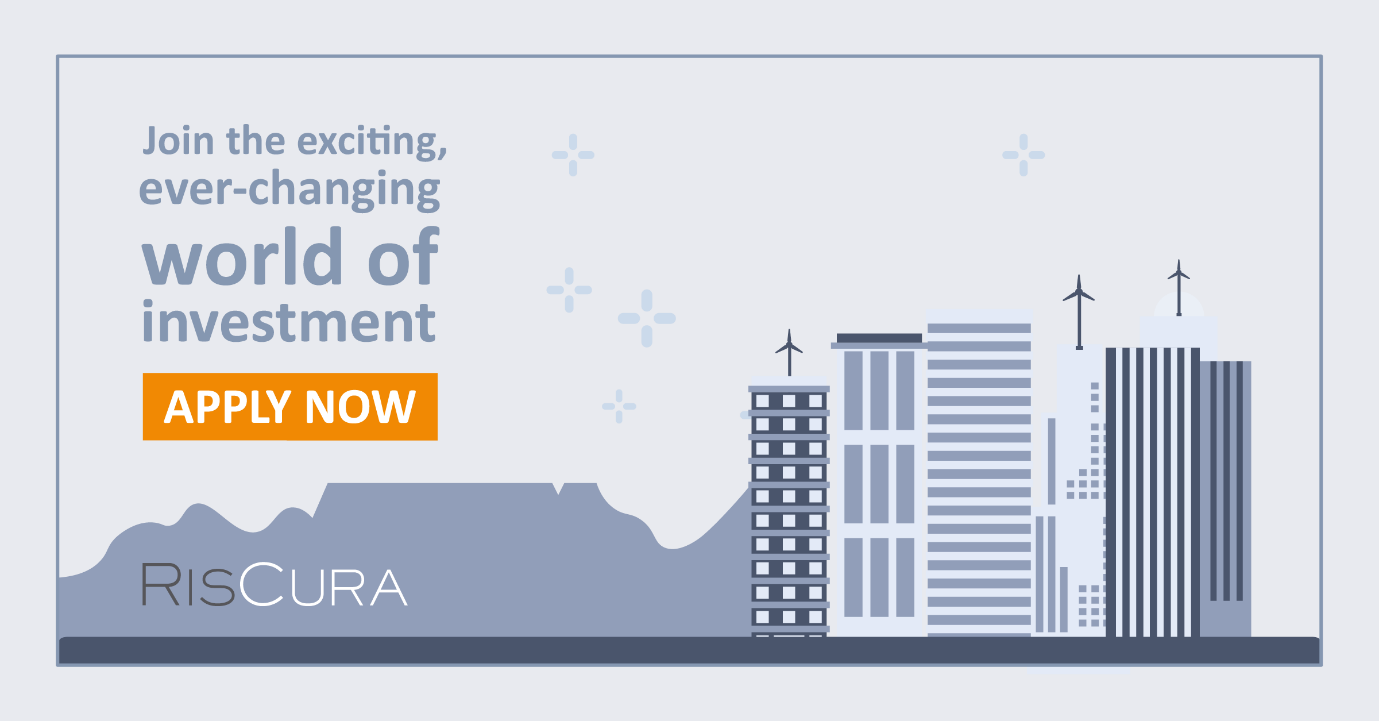 Join the exciting,
ever-changing
world of
investment
APPLY NOW
RISCURA